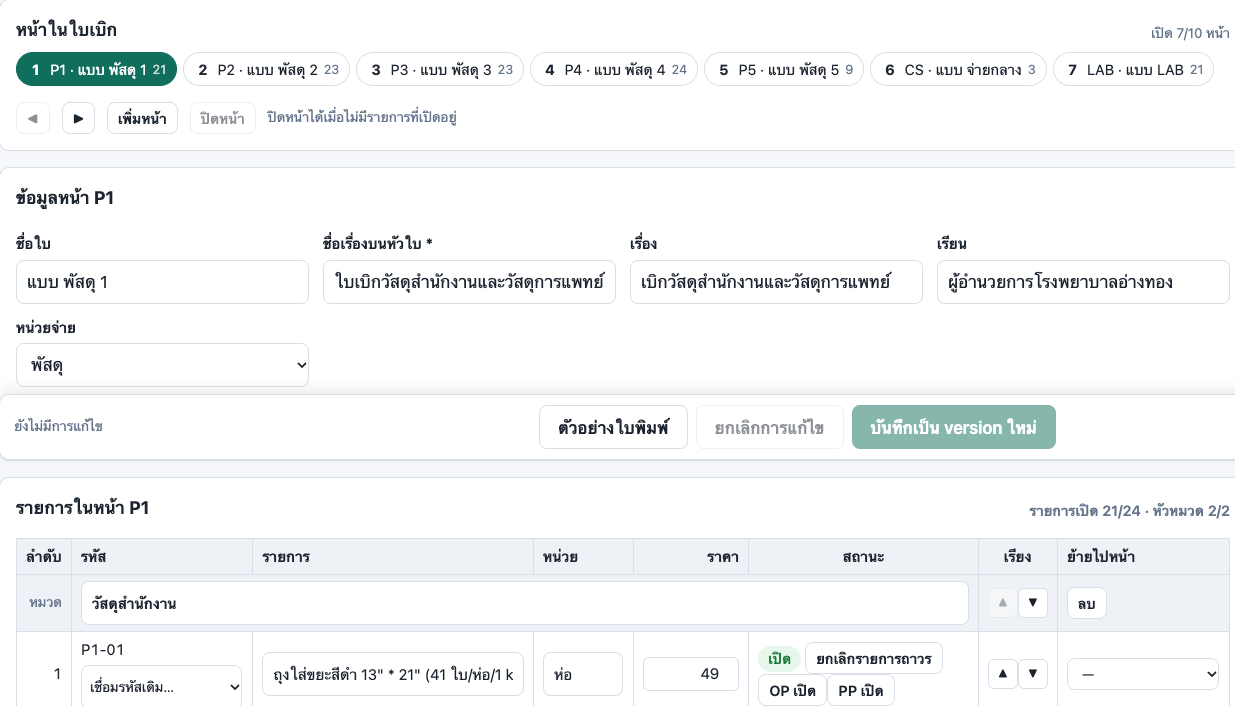 หน้าในใบเบิก
เปิด 7/10 หน้า
1 P1 · แบบ พัสดุ 1 21
2 P2 · แบบ พัสดุ 2 23
3 P3 · แบบ พัสดุ 3 23
4 P4 · แบบ พัสดุ 4 24
5 P5 · แบบ พัสดุ 5 9
6 CS · แบบ จ่ายกลาง 3
7 LAB · แบบ LAB 21
◀ ▶ เพิ่มหน้า ปิดหน้า ปิดหน้าได้เมื่อไม่มีรายการที่เปิดอยู่
ข้อมูลหน้า P1
ชื่อใบ
แบบ พัสดุ 1
ชื่อเรื่องบนหัวใบ *
ใบเบิกวัสดุสำนักงานและวัสดุการแพทย์
เรื่อง
เบิกวัสดุสำนักงานและวัสดุการแพทย์
เรียน
ผู้อำนวยการโรงพยาบาลอ่างทอง
หน่วยจ่าย
พัสดุ
ยังไม่มีการแก้ไข
ตัวอย่างใบพิมพ์
ยกเลิกการแก้ไข
บันทึกเป็น version ใหม่
รายการในหน้า P1
รายการเปิด 21/24 · หัวหมวด 2/2
ลำดับ รหัส รายการ หน่วย ราคา สถานะ เรียง ย้ายไปหน้า
หมวด วัสดุสำนักงาน ▲ ▼ ลบ
1
P1-01
เชื่อมรหัสเดิม...
ถุงใส่ขยะสีดำ 13" * 21" (41 ใบ/ห่อ/1 k
ห่อ
49
เปิด ยกเลิกรายการถาวร
OP เปิด PP เปิด
▲ ▼
—